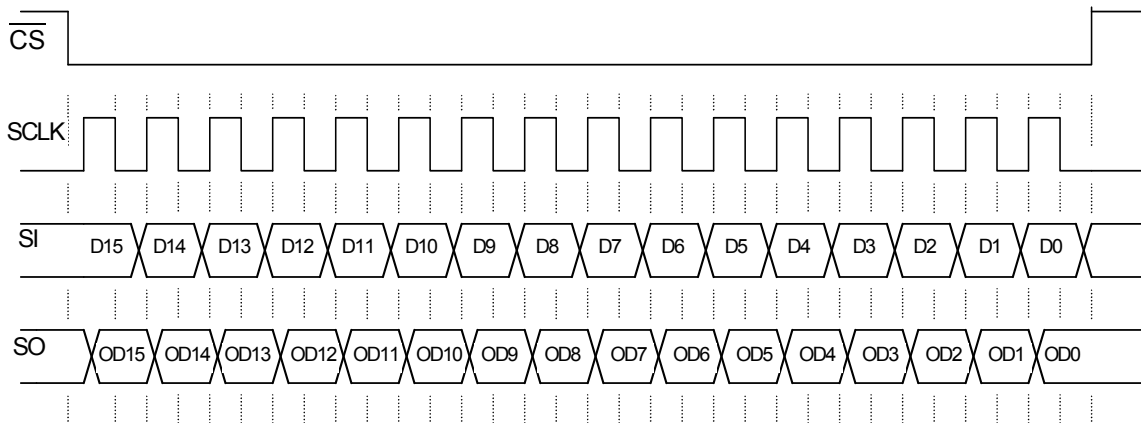 CS
SCLK
SI D15 D14 D13 D12 D11 D10 D9 D8 D7 D6 D5 D4 D3 D2 D1 D0
SO OD15 OD14 OD13 OD12 OD11 OD10 OD9 OD8 OD7 OD6 OD5 OD4 OD3 OD2 OD1 OD0